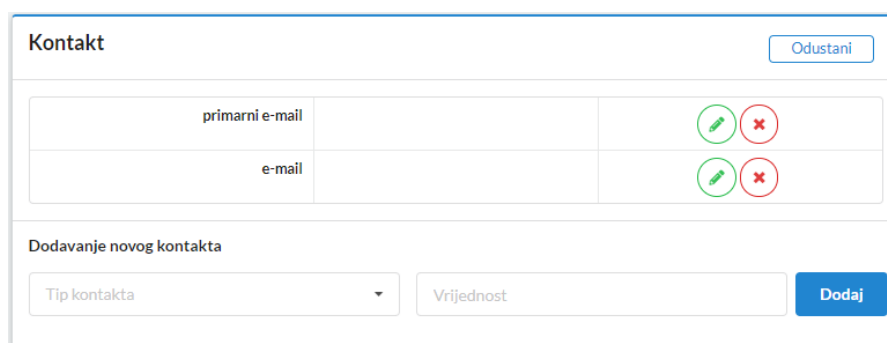 Kontakt
Odustani
primarni e-mail
e-mail
Dodavanje novog kontakta
Tip kontakta
Vrijednost
Dodaj